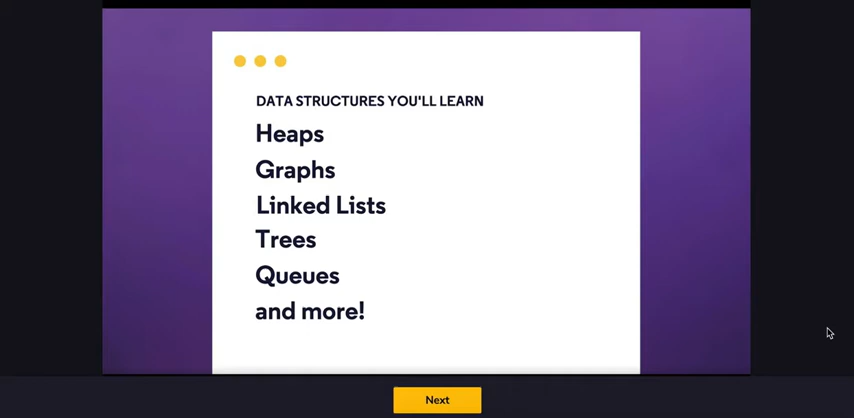 DATA STRUCTURES YOU'LL LEARN
Heaps
Graphs
Linked Lists
Trees
Queues
and more!
Next